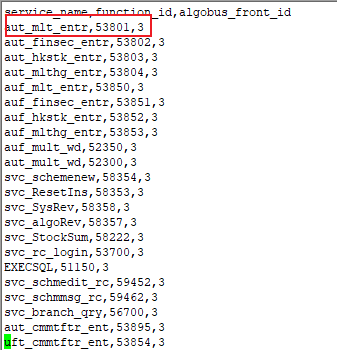 service_name,function_id,algobus_front_id
aut_mlt_entr,53801,3
aut_finsec_entr,53802,3
aut_hkstk_entr,53803,3
aut_mlthg_entr,53804,3
auf_mlt_entr,53850,3
auf_finsec_entr,53851,3
auf_hkstk_entr,53852,3
auf_mlthg_entr,53853,3
auf_mult_wd,52350,3
aut_mult_wd,52300,3
svc_schemenew,58354,3
svc_ResetIns,58353,3
svc_SysRev,58358,3
svc_algoRev,58357,3
svc_StockSum,58222,3
svc_rc_login,53700,3
EXECSQL,51150,3
svc_schmedit_rc,59452,3
svc_schmmsg_rc,59462,3
svc_branch_qry,56700,3
aut_cmmtftr_ent,53895,3
uft_cmmtftr_ent,53854,3